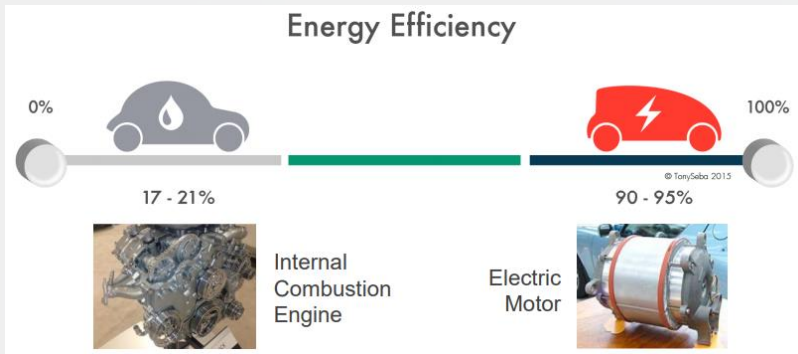 Energy Efficiency
0%
100%
© TonySeba 2015
17 - 21%
90 - 95%
Internal
Combustion
Engine
Electric
Motor